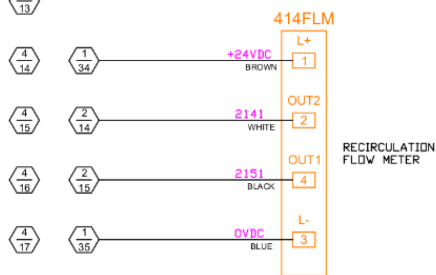 13
414FLM
L+
4
14
1
34
+24VDC
BROWN
1
OUT2
4
15
2
14
2141
WHITE
2
RECIRCULATION
FLOW METER
OUT1
4
16
2
15
2151
BLACK
4
L-
4
17
1
35
0VDC
BLUE
3